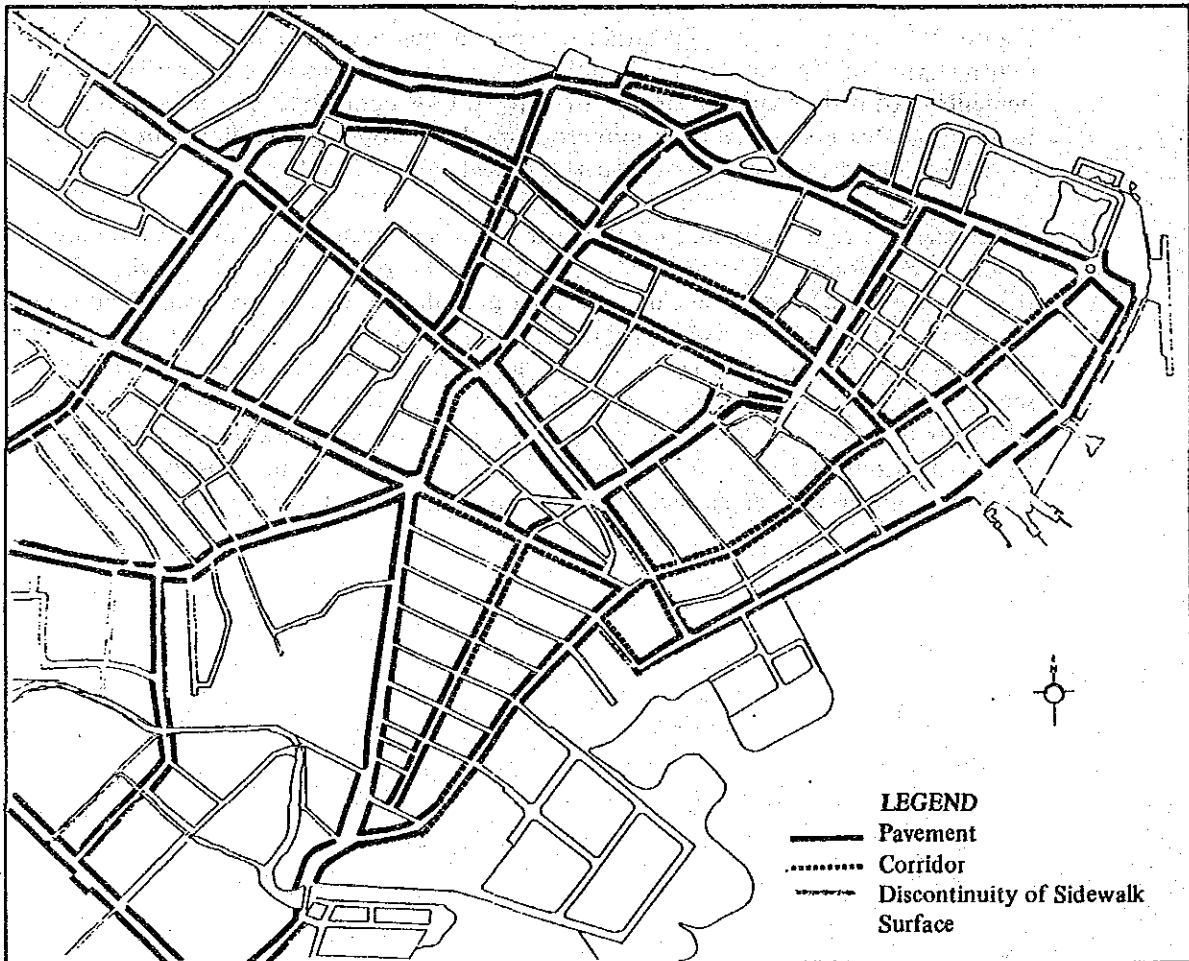 N
LEGEND
Pavement
Corridor
Discontinuity of Sidewalk
Surface